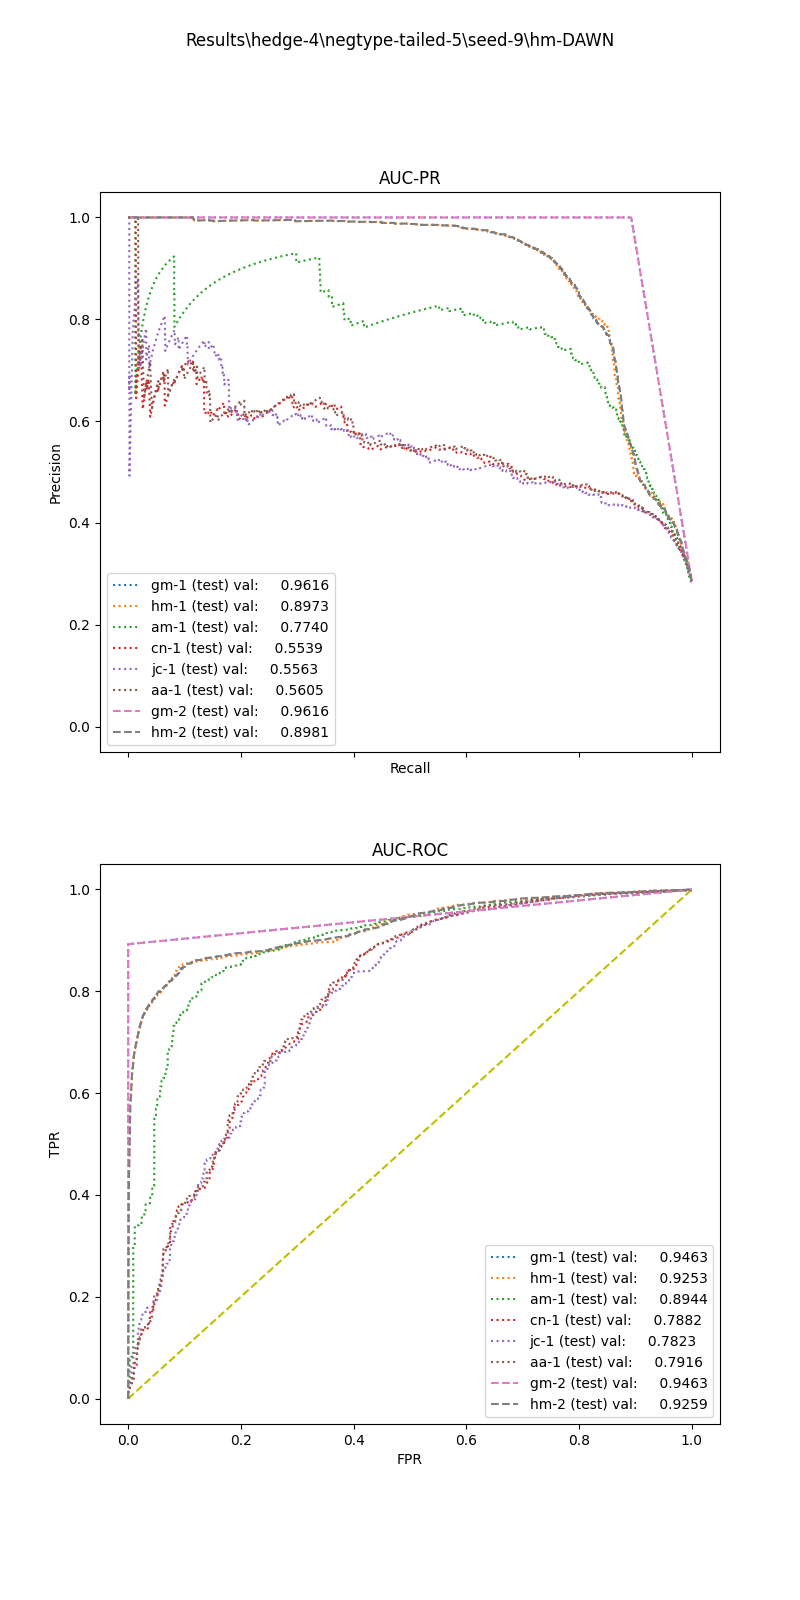 Results\hedge-4\negtype-tailed-5\seed-9\hm-DAWN
AUC-PR
1.0
0.8
0.6
0.4
0.2
0.0
Precision
gm-1 (test) val: 0.9616
hm-1 (test) val: 0.8973
am-1 (test) val: 0.7740
cn-1 (test) val: 0.5539
jc-1 (test) val: 0.5563
aa-1 (test) val: 0.5605
gm-2 (test) val: 0.9616
hm-2 (test) val: 0.8981
Recall
AUC-ROC
1.0
0.8
0.6
0.4
0.2
0.0
TPR
gm-1 (test) val: 0.9463
hm-1 (test) val: 0.9253
am-1 (test) val: 0.8944
cn-1 (test) val: 0.7882
jc-1 (test) val: 0.7823
aa-1 (test) val: 0.7916
gm-2 (test) val: 0.9463
hm-2 (test) val: 0.9259
0.0 0.2 0.4 0.6 0.8 1.0
FPR